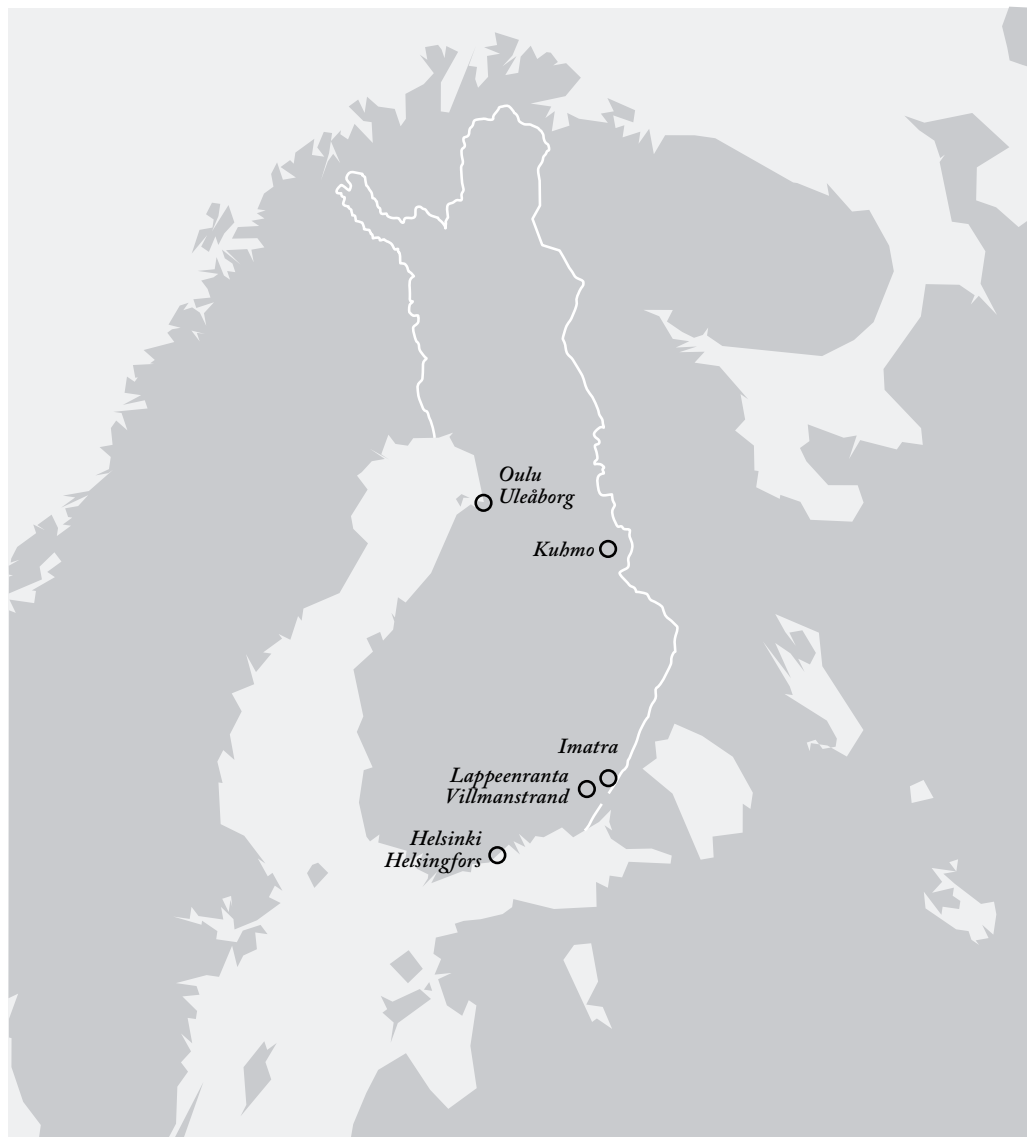 Oulu
Uleåborg
Kuhmo
Imatra
Lappeenranta
Villmanstrand
Helsinki
Helsingfors